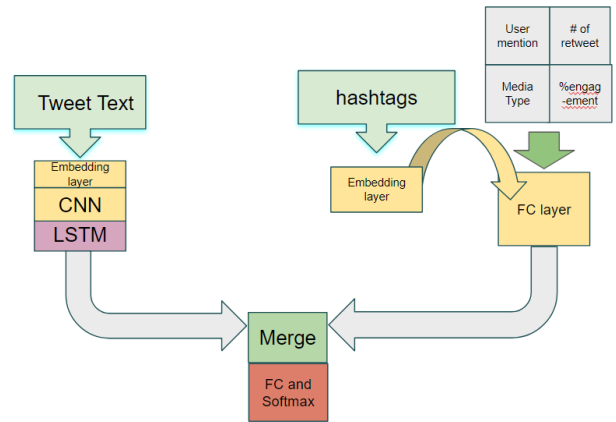 User
mention
# of
retweet
Media
Type
%engag
-ement
Tweet Text
hashtags
Embedding
layer
CNN
LSTM
Embedding
layer
FC layer
Merge
FC and
Softmax